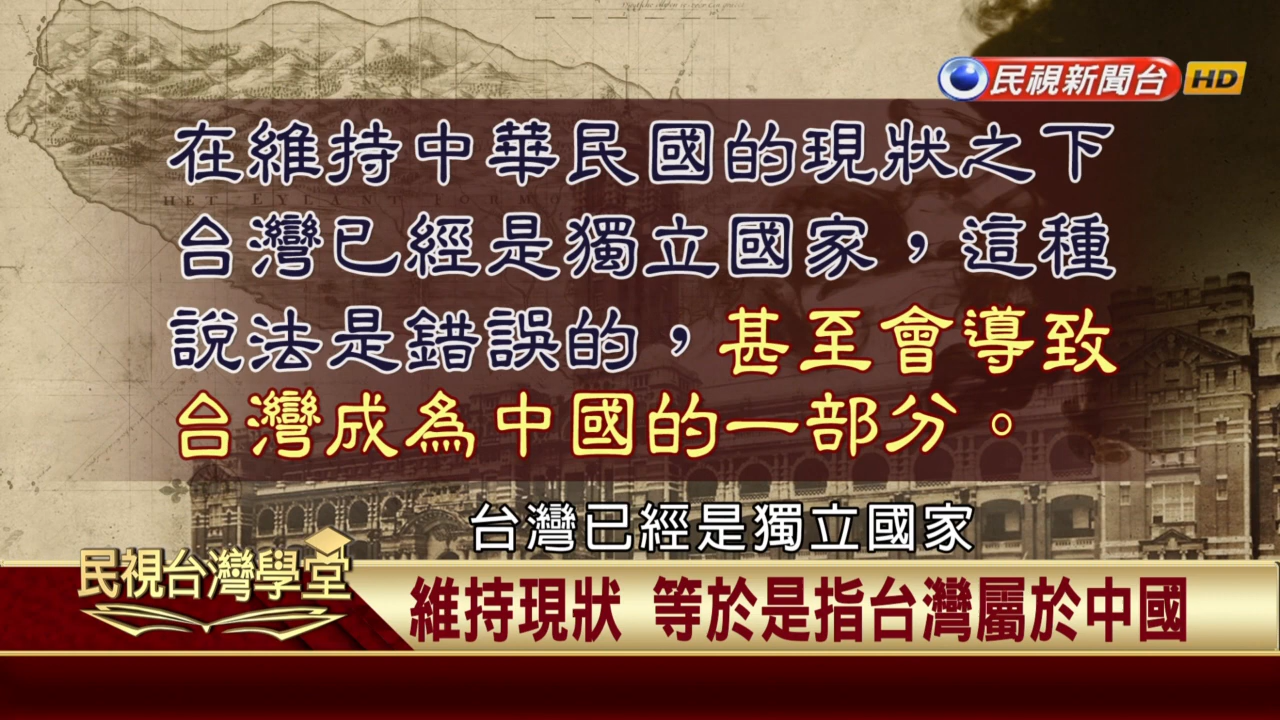 民視新聞台 HD
在維持中華民國的現狀之下
台灣已經是獨立國家，這種
說法是錯誤的，甚至會導致
台灣成為中國的一部分。
HET EYLANT FORMO
台灣已經是獨立國家
民視台灣學堂
維持現狀 等於是指台灣屬於中國